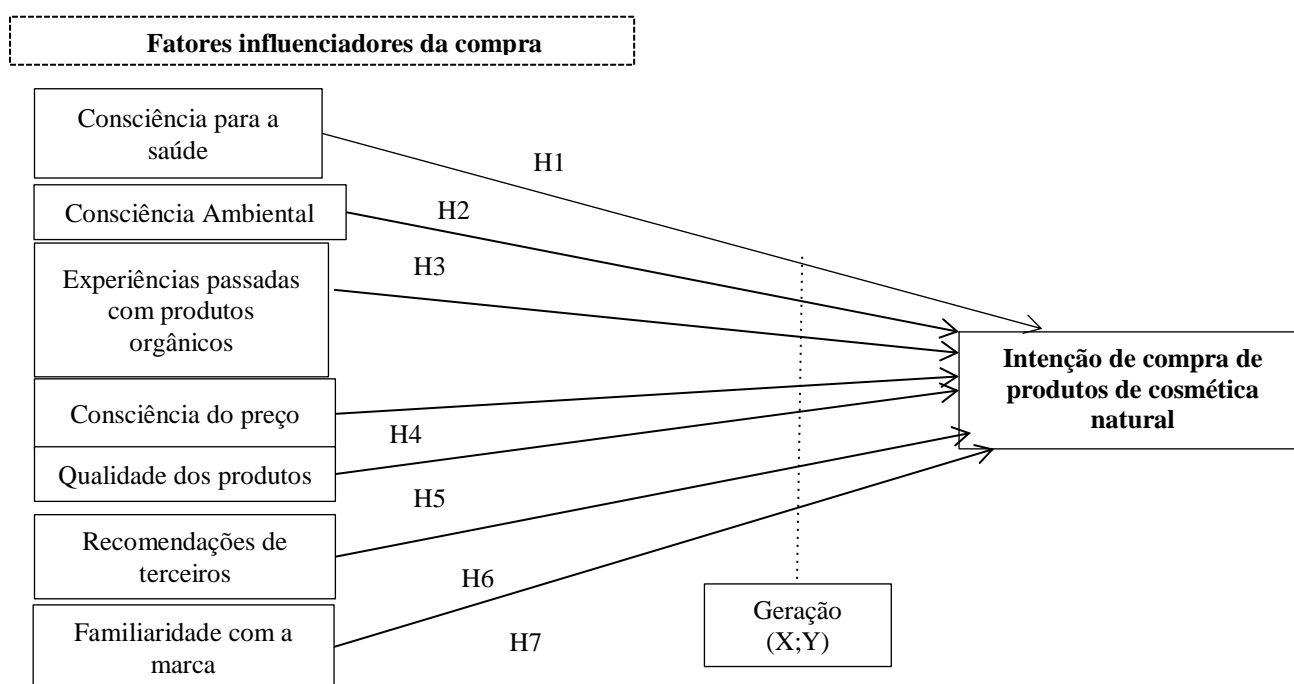 Fatores influenciadores da compra
Consciência para a
saúde
H1
Consciência Ambiental
H2
Experiências passadas
com produtos
orgânicos
H3
Consciência do preço
H4
Qualidade dos produtos
H5
Recomendações de
terceiros
H6
Familiaridade com a
marca
H7
Geração
(X;Y)
Intenção de compra de
produtos de cosmética
natural